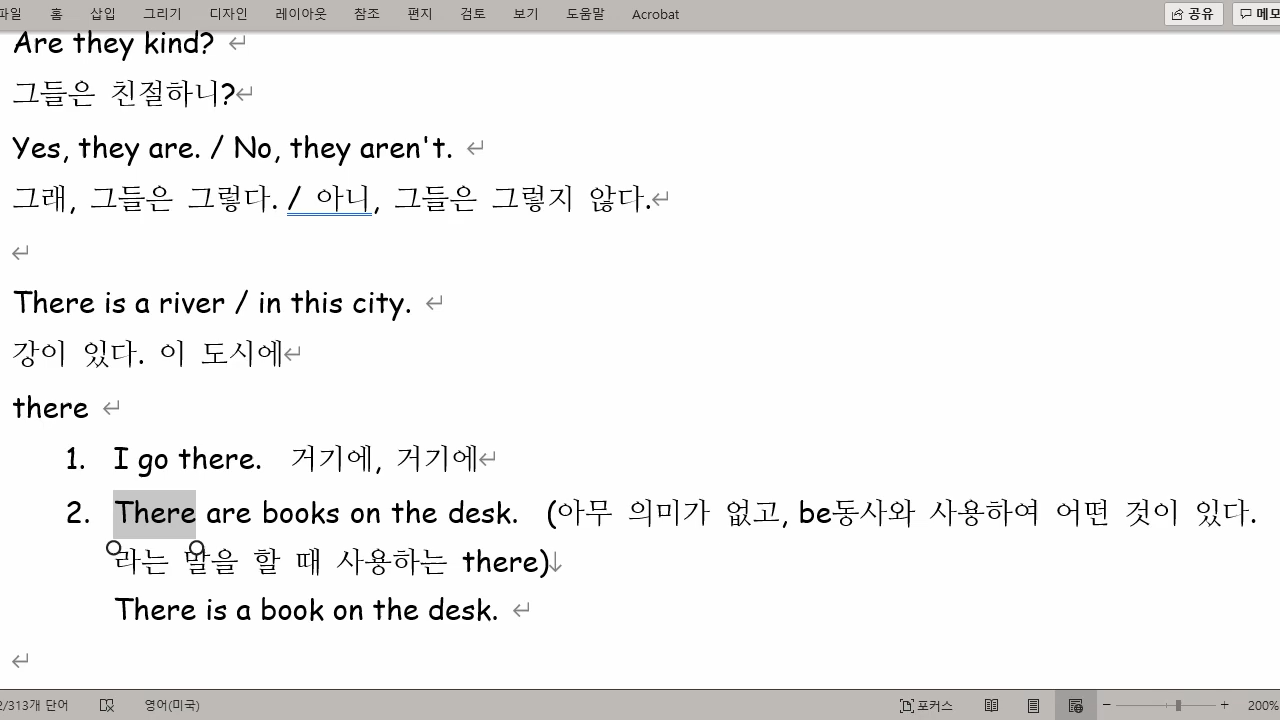 파일 홈 삽입 그리기 디자인 레이아웃 참조 편지 검토 보기 도움말 Acrobat 공유 메모
Are they kind?
그들은 친절하니?
Yes, they are. / No, they aren't.
그래, 그들은 그렇다. / 아니, 그들은 그렇지 않다.
There is a river / in this city.
강이 있다. 이 도시에
there
1. I go there. 거기에, 거기에
2. There are books on the desk. (아무 의미가 없고, be동사와 사용하여 어떤 것이 있다.
라는 말을 할 때 사용하는 there)
There is a book on the desk.
2/313개 단어 영어(미국) 포커스 200%